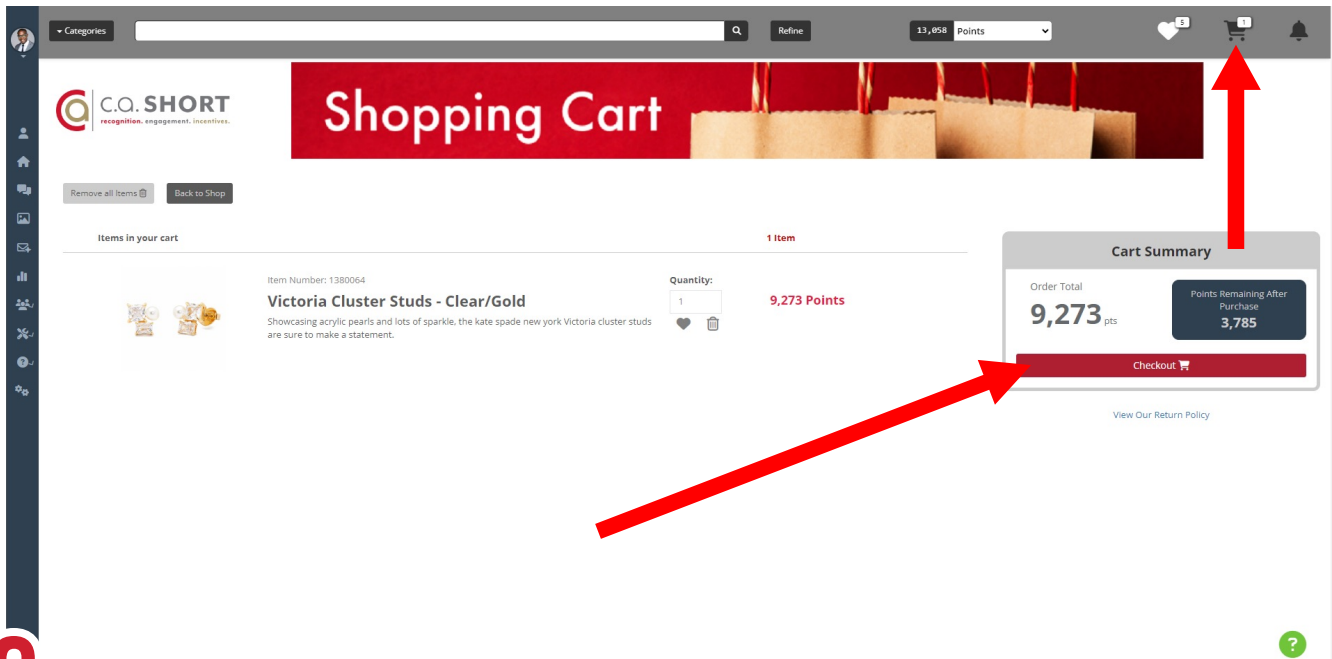 Categories
Refine
13,058 Points
5
1
C.A. SHORT
recognition. engagement. incentives.
Shopping Cart
Remove all Items
Back to Shop
Items in your cart
1 Item
Item Number: 1380064
Victoria Cluster Studs - Clear/Gold
Showcasing acrylic pearls and lots of sparkle, the kate spade new york Victoria cluster studs
are sure to make a statement.
Quantity:
1
9,273 Points
Cart Summary
Order Total
9,273 pts
Points Remaining After
Purchase
3,785
Checkout
View Our Return Policy
?